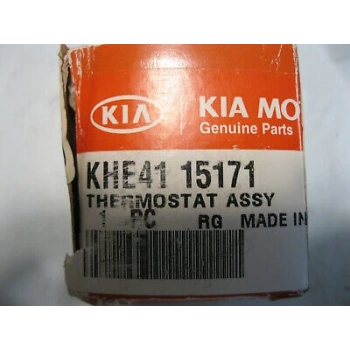 KIA KIA MO
Genuine Parts
KHE41 15171
THERMOSTAT ASSY
1 PC RG MADE IN